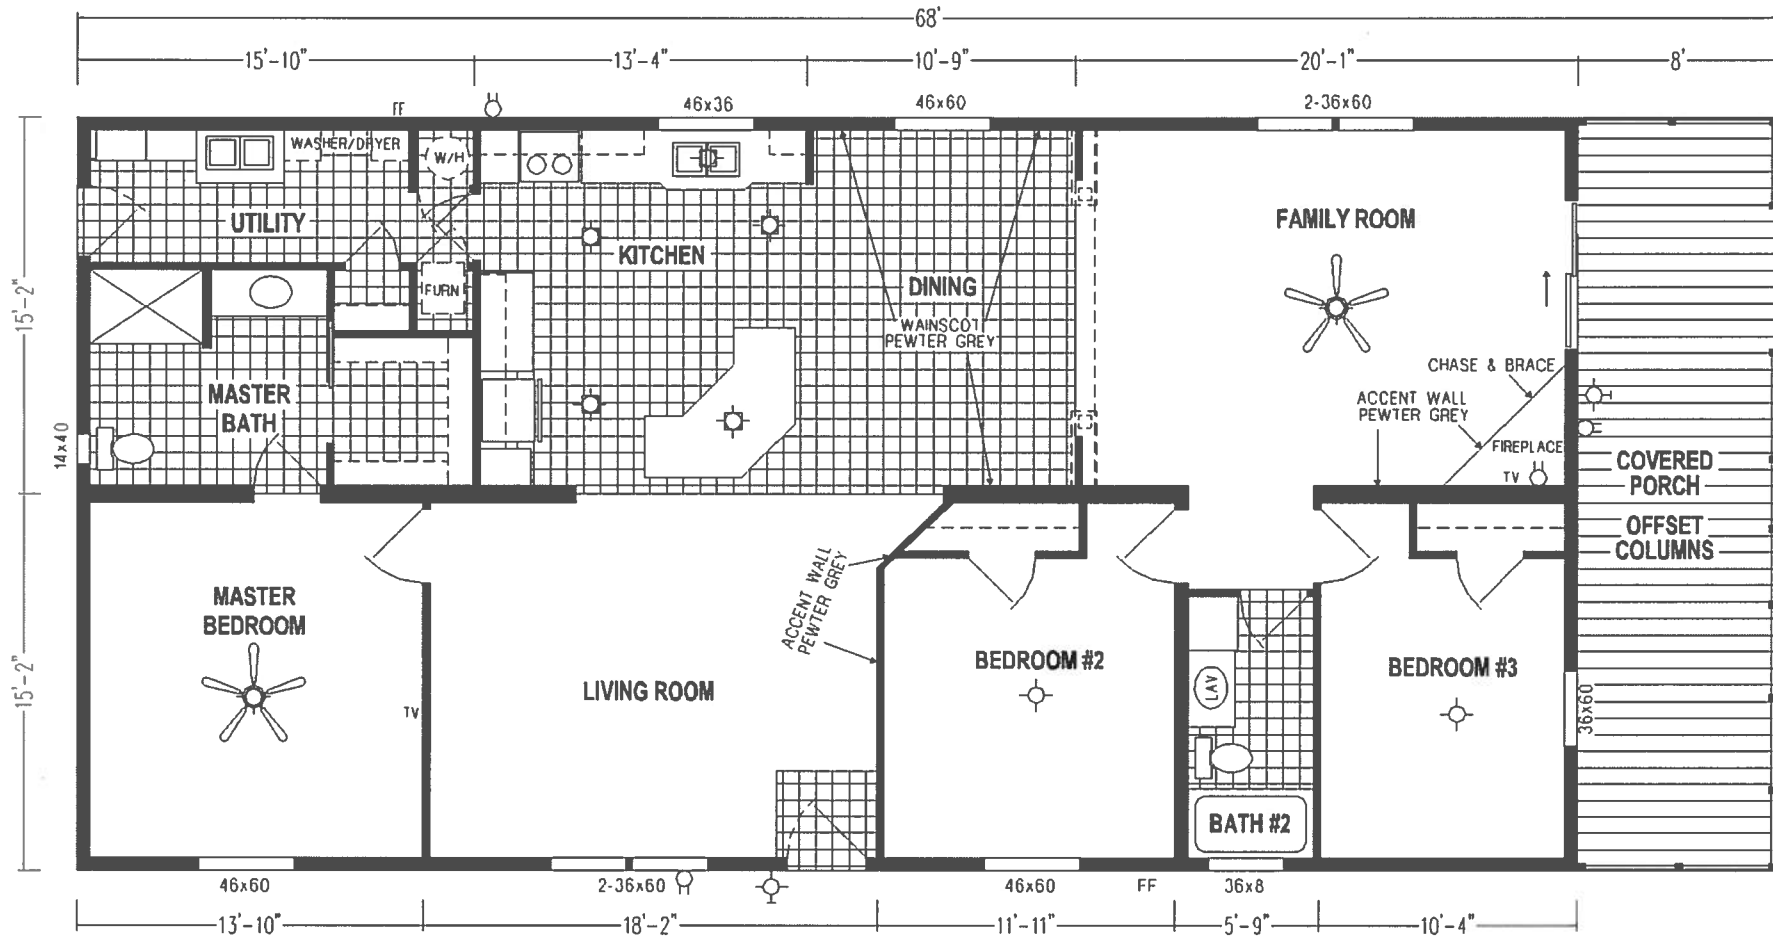 68'
15'-10" 13'-4" 10'-9" 20'-1" 8'
FF 46x36 46x60 2-36x60
WASHER/DRYER
W/H
UTILITY
KITCHEN
FAMILY ROOM
FURN
DINING
WAINSCOT
PEWTER GREY
15'-2"
CHASE & BRACE
ACCENT WALL
PEWTER GREY
FIREPLACE
TV
MASTER
BATH
14x40
COVERED
PORCH
OFFSET
COLUMNS
ACCENT WALL
PEWTER GREY
MASTER
BEDROOM
TV
LIVING ROOM
BEDROOM #2
LAV
BEDROOM #3
36x60
15'-2"
BATH #2
46x60 2-36x60 46x60 FF 36x8
13'-10" 18'-2" 11'-11" 5'-9" 10'-4"